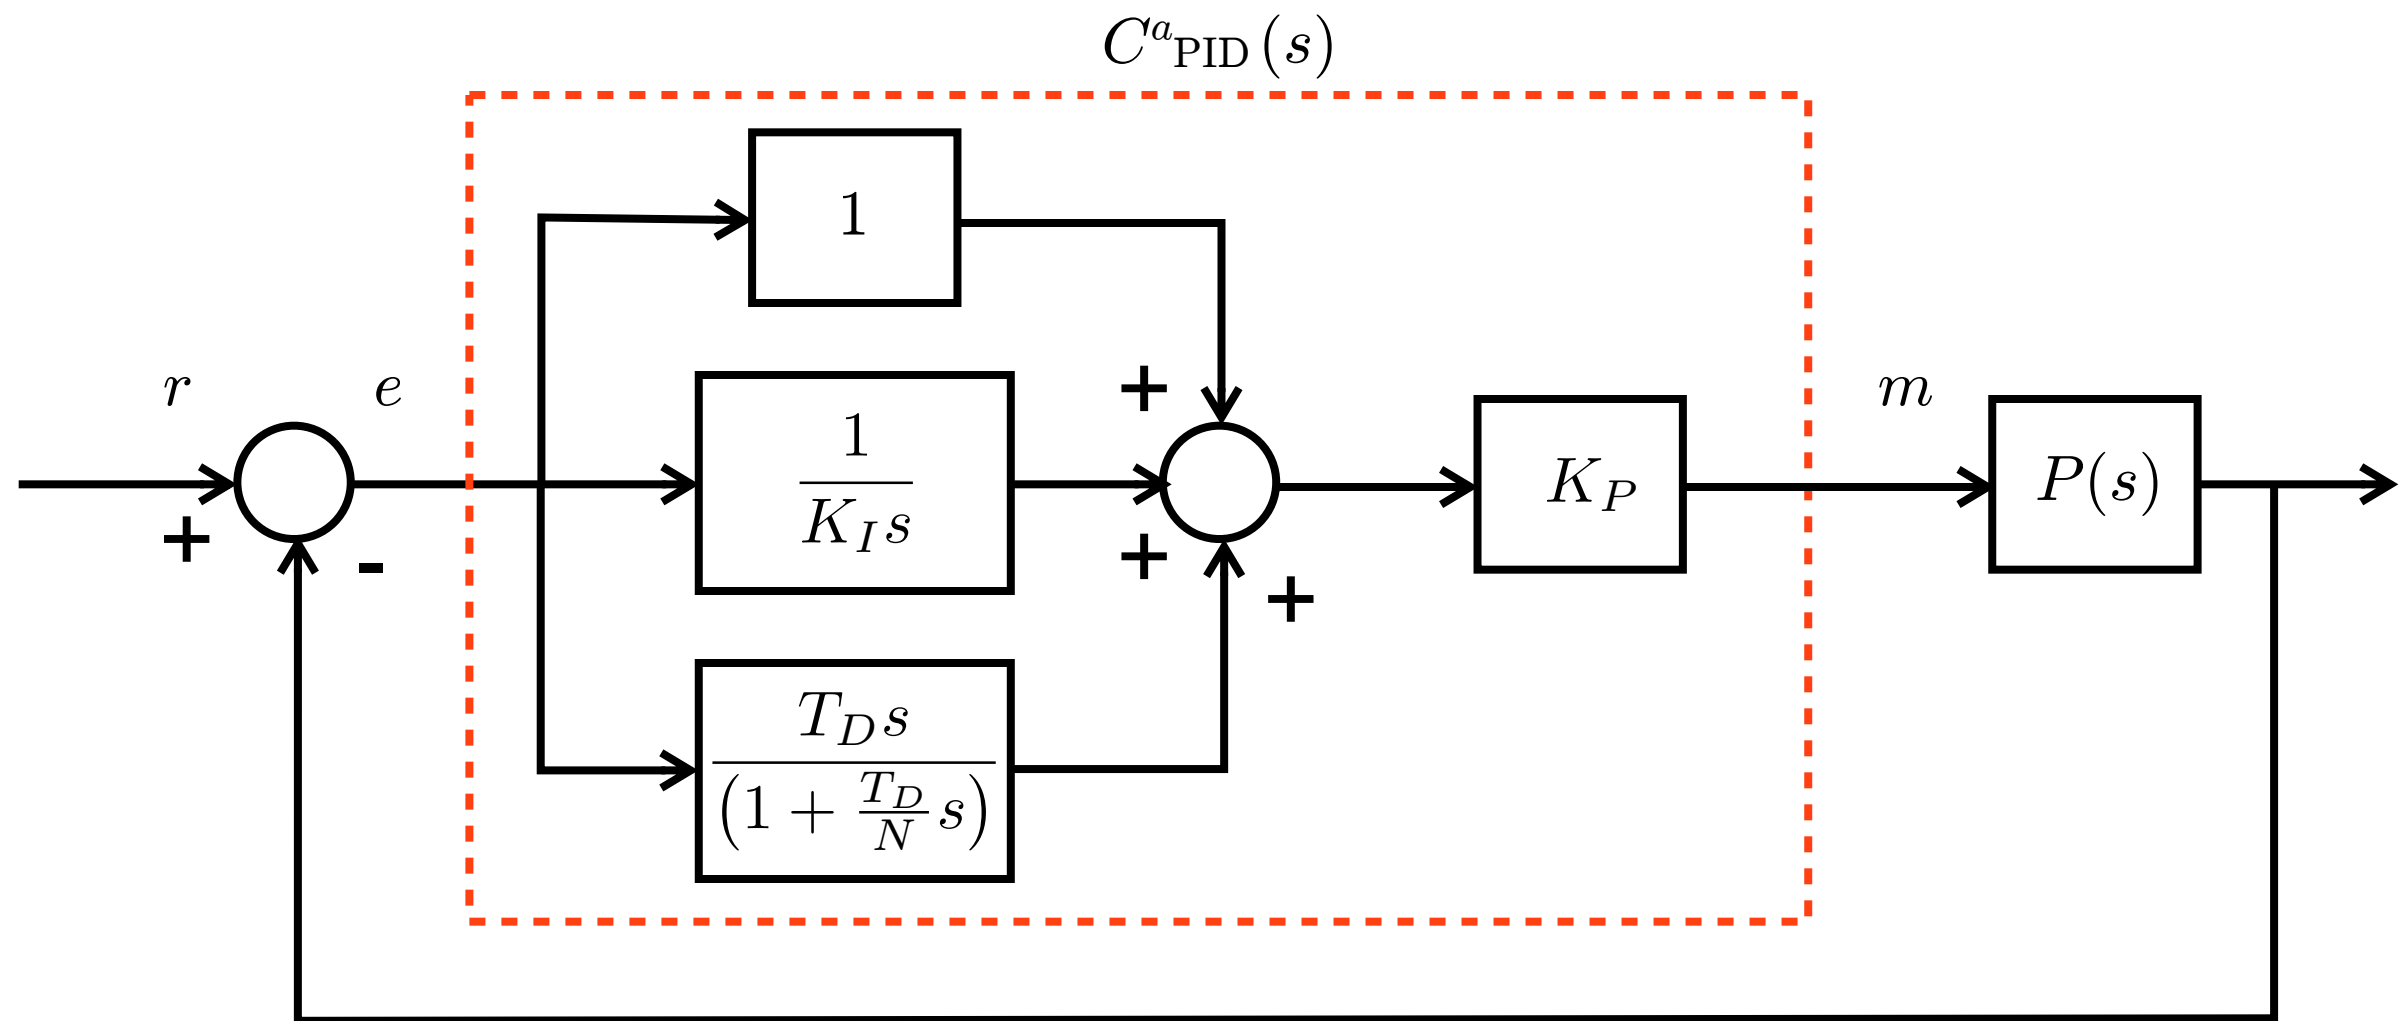 C^a_PID(s)
1
r
e
+
-
1/(K_I s)
+
+
+
K_P
m
P(s)
T_D s/(1 + T_D/N s)